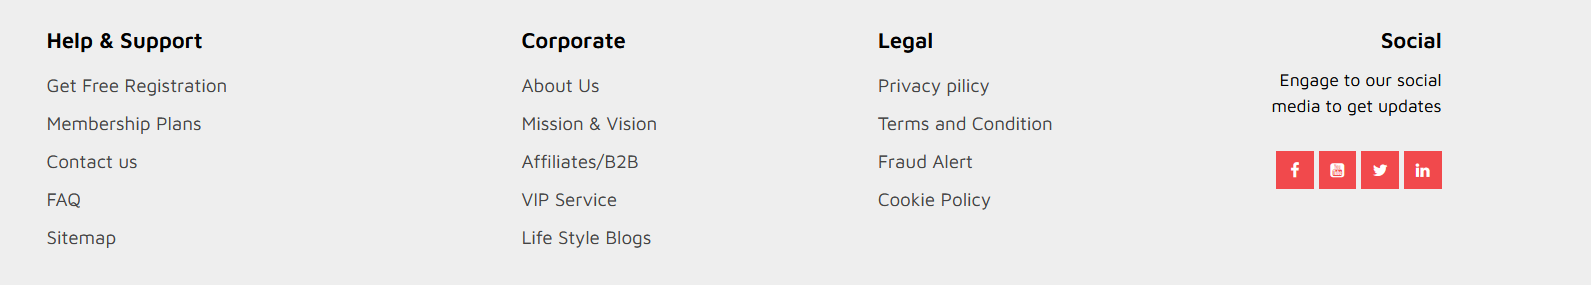 Help & Support
Get Free Registration
Membership Plans
Contact us
FAQ
Sitemap
Corporate
About Us
Mission & Vision
Affiliates/B2B
VIP Service
Life Style Blogs
Legal
Privacy pilicy
Terms and Condition
Fraud Alert
Cookie Policy
Social
Engage to our social
media to get updates